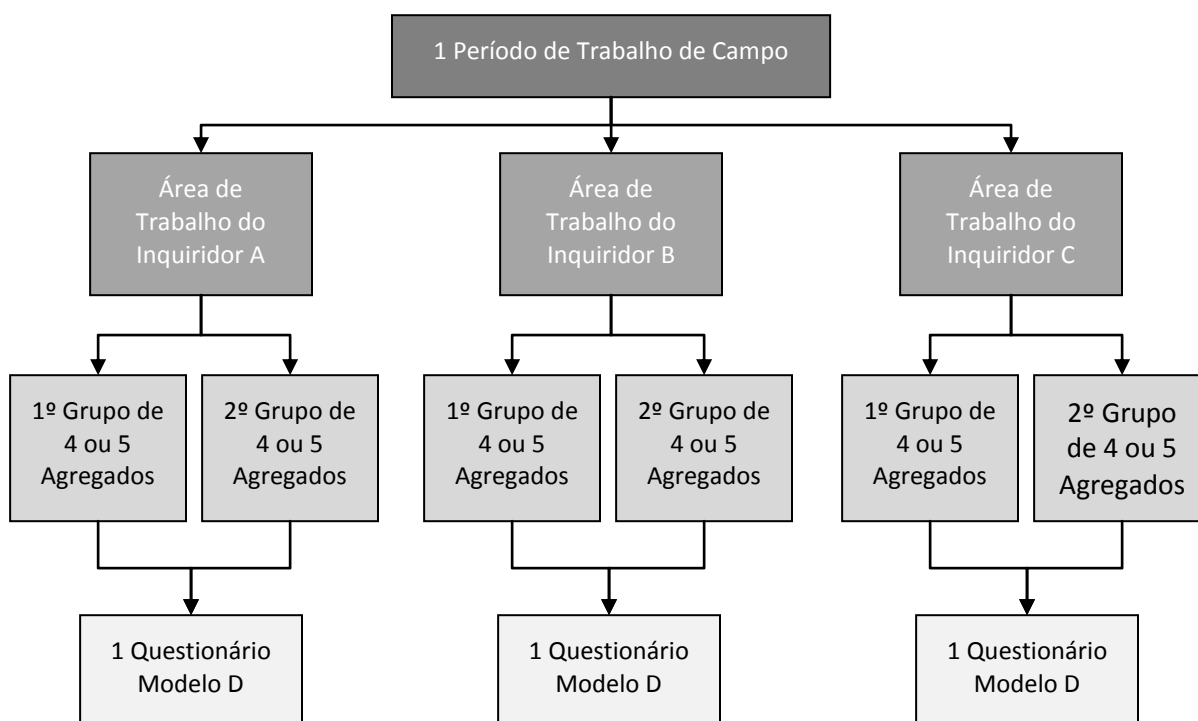 1 Período de Trabalho de Campo
Área de
Trabalho do
Inquiridor A
Área de
Trabalho do
Inquiridor B
Área de
Trabalho do
Inquiridor C
1º Grupo de
4 ou 5
Agregados
2º Grupo de
4 ou 5
Agregados
1º Grupo de
4 ou 5
Agregados
2º Grupo de
4 ou 5
Agregados
1º Grupo de
4 ou 5
Agregados
2º Grupo
de 4 ou 5
Agregados
1 Questionário
Modelo D
1 Questionário
Modelo D
1 Questionário
Modelo D